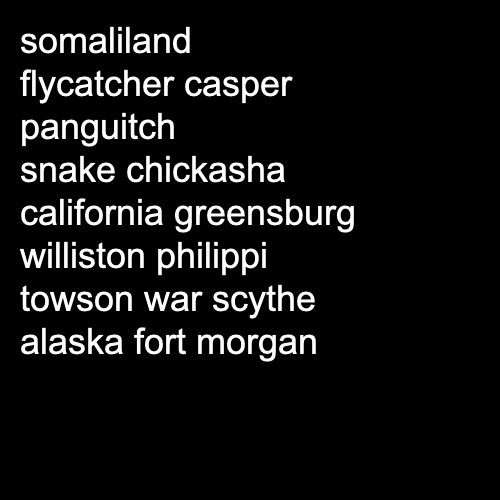 somaliland
flycatcher casper
panguitch
snake chickasha
california greensburg
williston philippi
towson war scythe
alaska fort morgan